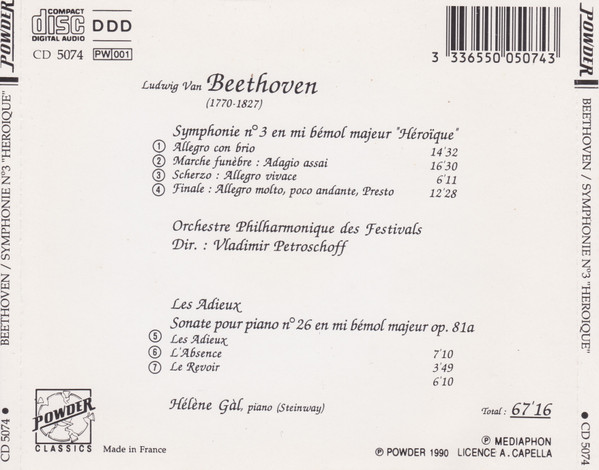 POWDER
BEETHOVEN / SYMPHONIE N°3 "HEROIQUE"
CD 5074 •
COMPACT
disc
DIGITAL AUDIO
DDD
CD 5074 PW 001
3 336550 050743
Ludwig Van Beethoven
(1770-1827)
Symphonie n°3 en mi bémol majeur "Héroïque"
1 Allegro con brio 14'32
2 Marche funèbre : Adagio assai 16'30
3 Scherzo : Allegro vivace 6'11
4 Finale : Allegro molto, poco andante, Presto 12'28
Orchestre Philharmonique des Festivals
Dir. : Vladimir Petroschoff
Les Adieux
Sonate pour piano n°26 en mi bémol majeur op. 81a
5 Les Adieux
6 L'Absence 7'10
7 Le Revoir 3'49
6'10
Hélène Gàl, piano (Steinway)
Total : 67'16
POWDER
CLASSICS
Made in France
℗ MEDIAPHON
℗ POWDER 1990 LICENCE A. CAPELLA
POWDER
BEETHOVEN / SYMPHONIE N°3 "HEROIQUE"
• CD 5074